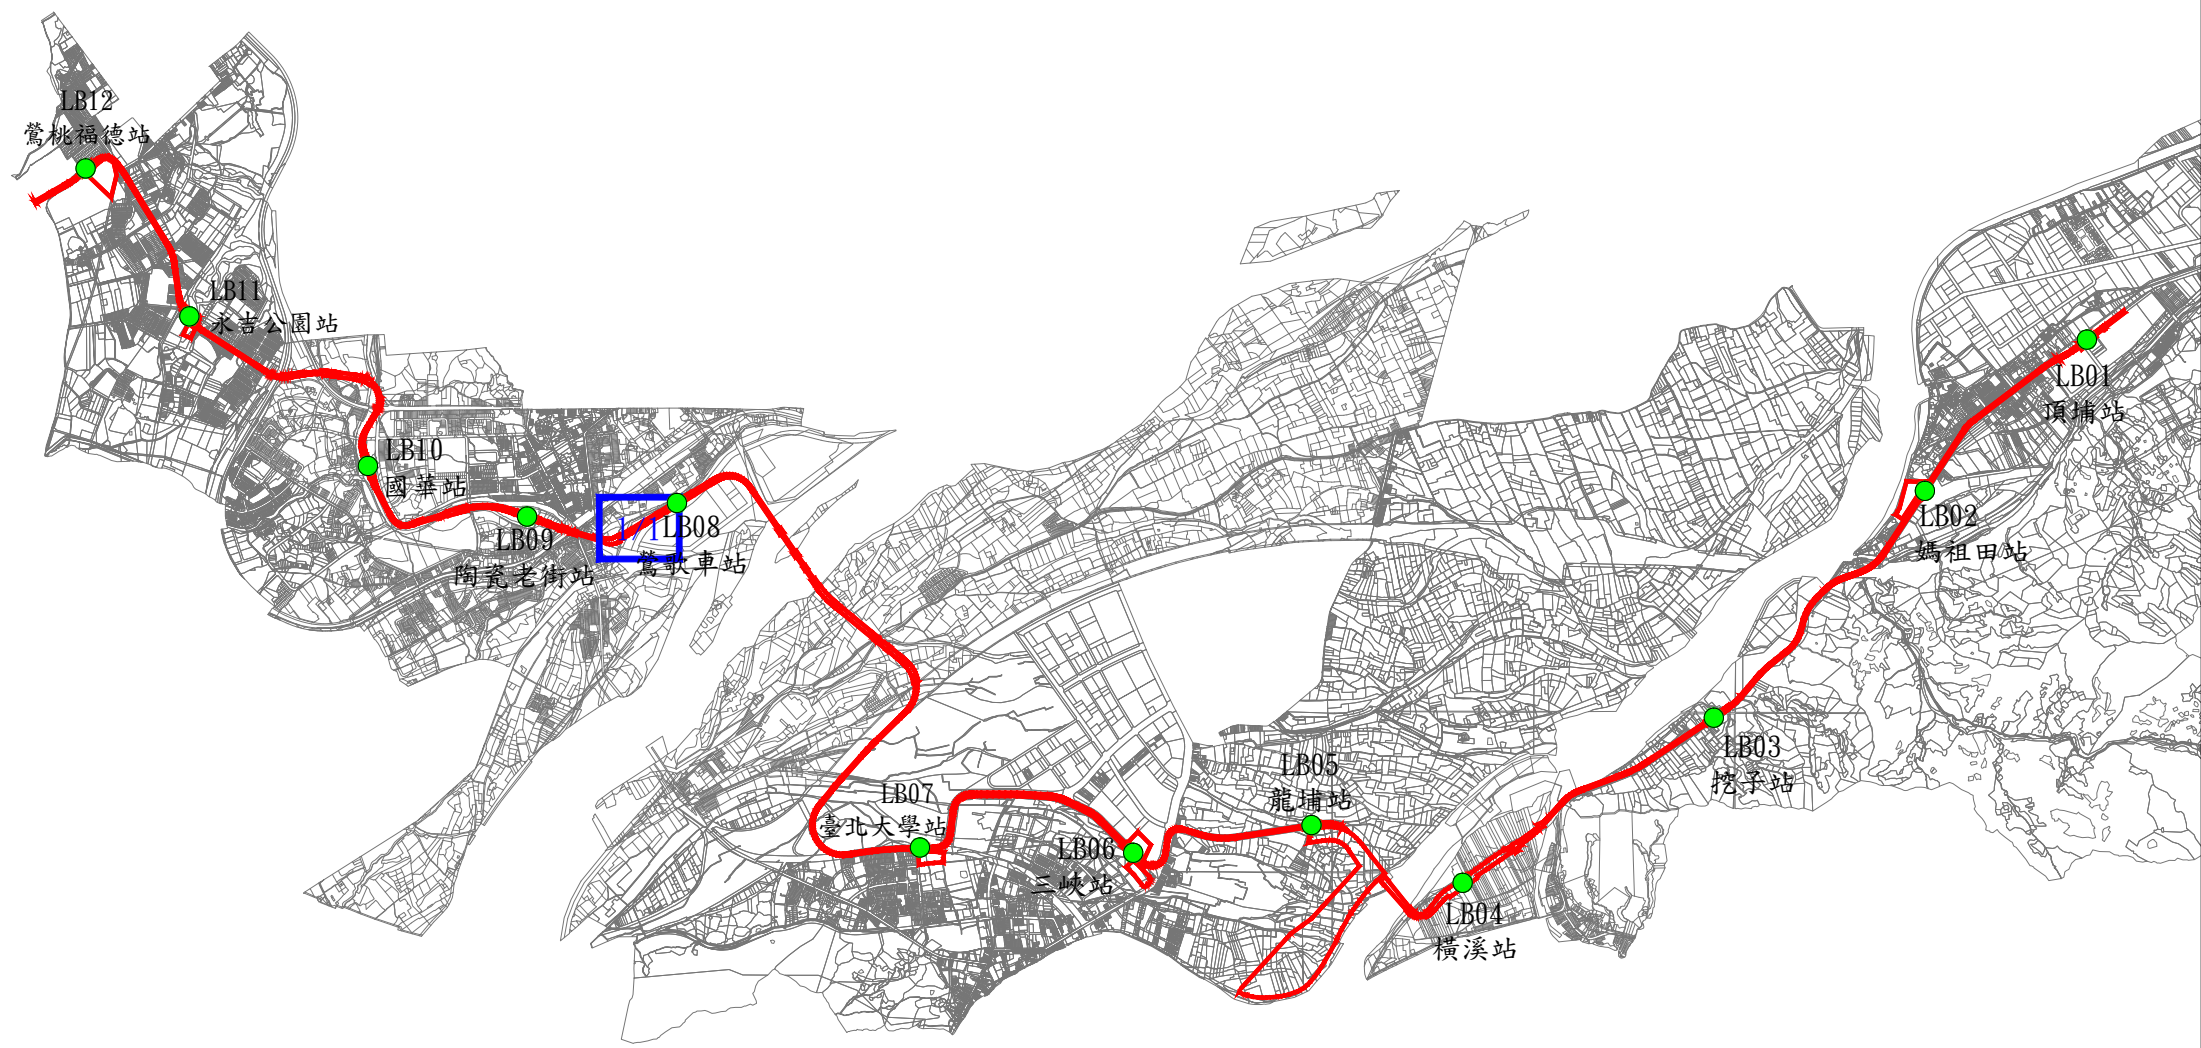 LB12
鶯桃福德站
LB11
永吉公園站
LB10
國華站
LB09
陶瓷老街站
1/1
LB08
鶯歌車站
LB07
臺北大學站
LB06
三峽站
LB05
龍埔站
LB04
橫溪站
LB03
挖子站
LB02
媽祖田站
LB01
頂埔站